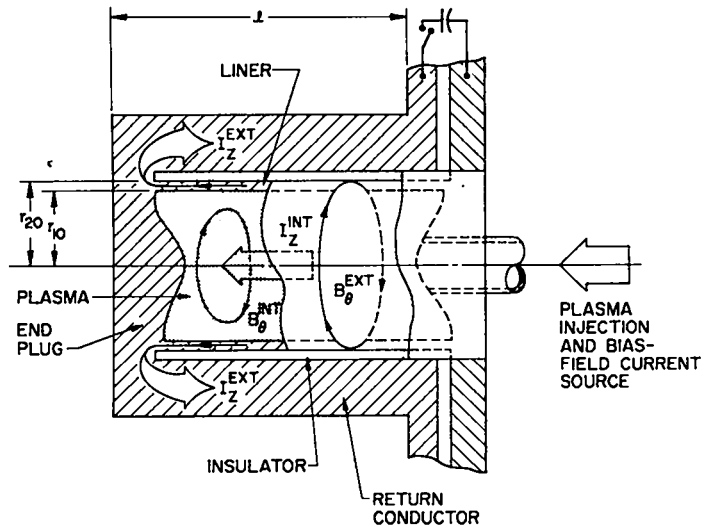 l
LINER
I_Z^EXT
r20
r10
I_Z^INT
B_θ^EXT
B_θ^INT
PLASMA
END
PLUG
PLASMA
INJECTION
AND BIAS-
FIELD CURRENT
SOURCE
I_Z^EXT
INSULATOR
RETURN
CONDUCTOR